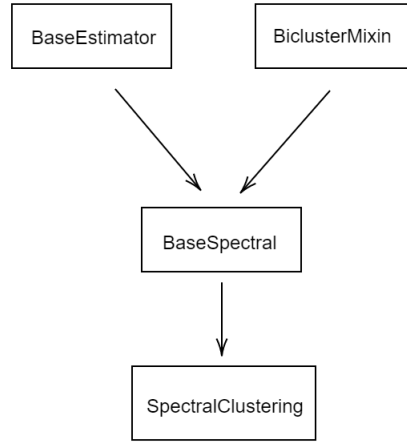 BaseEstimator
BiclusterMixin
BaseSpectral
SpectralClustering